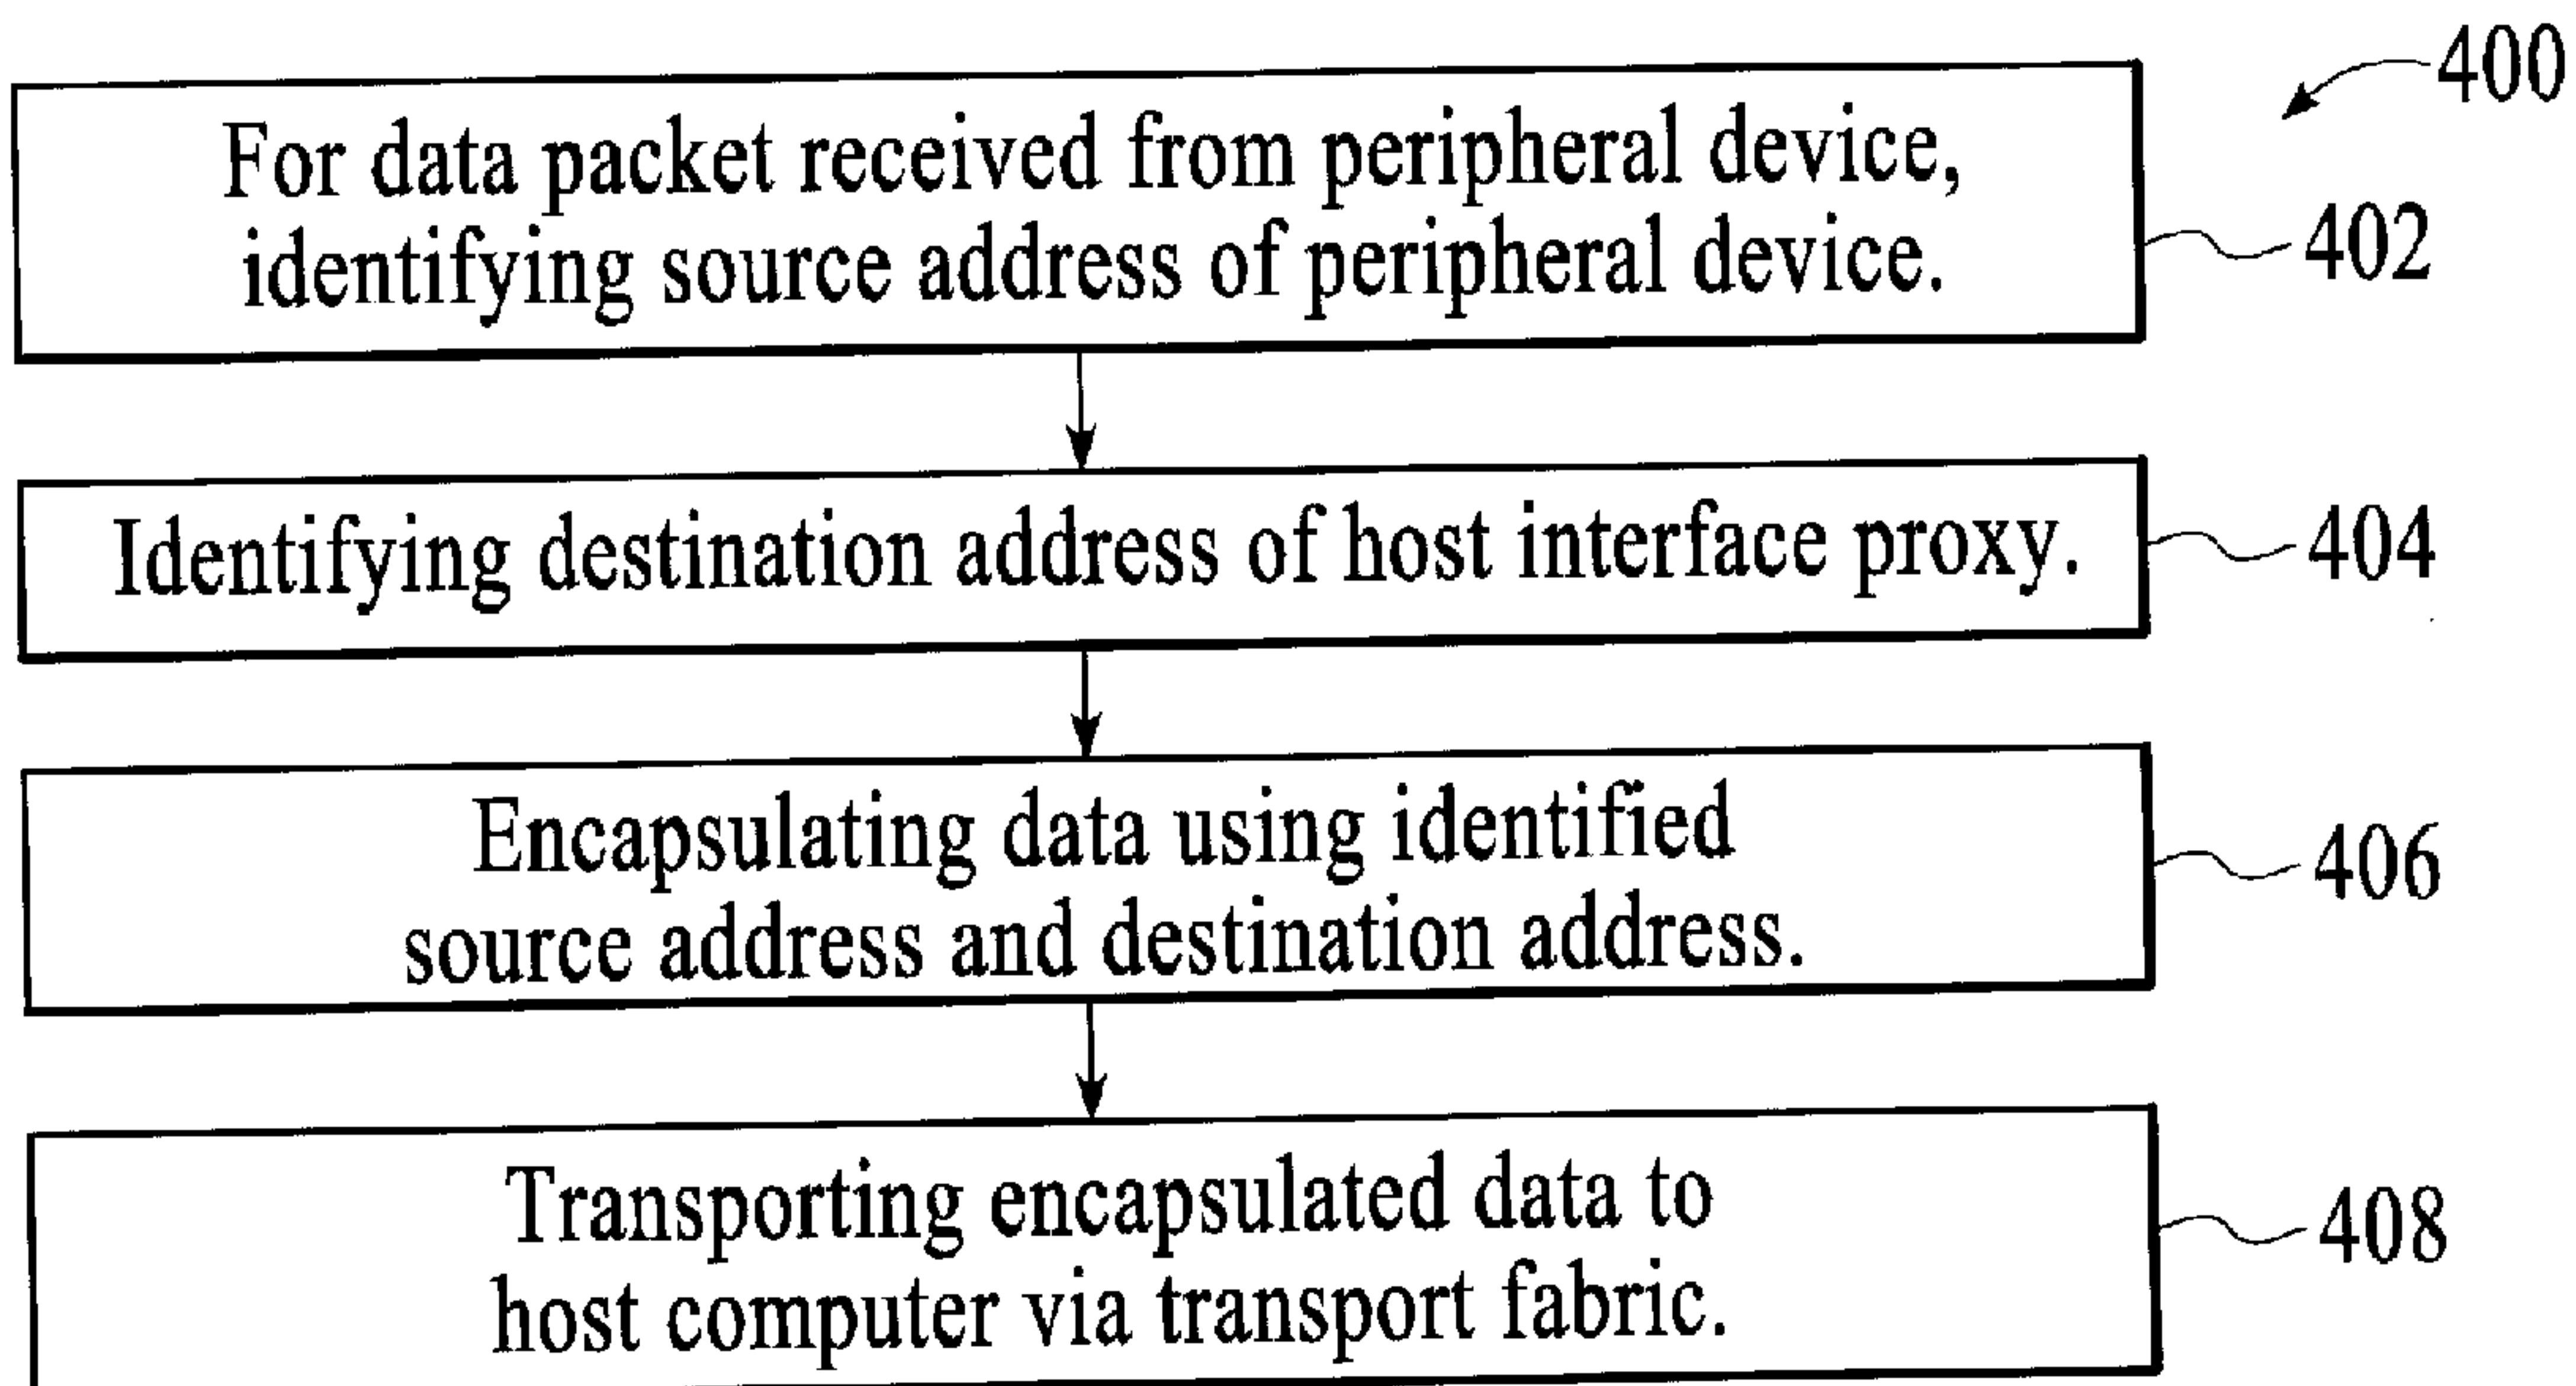 400
For data packet received from peripheral device,
identifying source address of peripheral device.
402
Identifying destination address of host interface proxy.
404
Encapsulating data using identified
source address and destination address.
406
Transporting encapsulated data to
host computer via transport fabric.
408